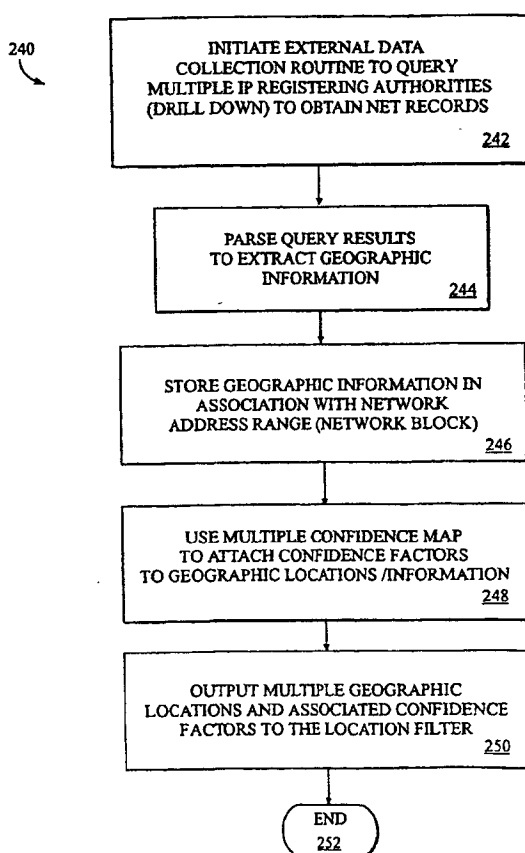 240
INITIATE EXTERNAL DATA
COLLECTION ROUTINE TO QUERY
MULTIPLE IP REGISTERING AUTHORITIES
(DRILL DOWN) TO OBTAIN NET RECORDS
242
PARSE QUERY RESULTS
TO EXTRACT GEOGRAPHIC
INFORMATION
244
STORE GEOGRAPHIC INFORMATION IN
ASSOCIATION WITH NETWORK
ADDRESS RANGE (NETWORK BLOCK)
246
USE MULTIPLE CONFIDENCE MAP
TO ATTACH CONFIDENCE FACTORS
TO GEOGRAPHIC LOCATIONS /INFORMATION
248
OUTPUT MULTIPLE GEOGRAPHIC
LOCATIONS AND ASSOCIATED CONFIDENCE
FACTORS TO THE LOCATION FILTER
250
END
252